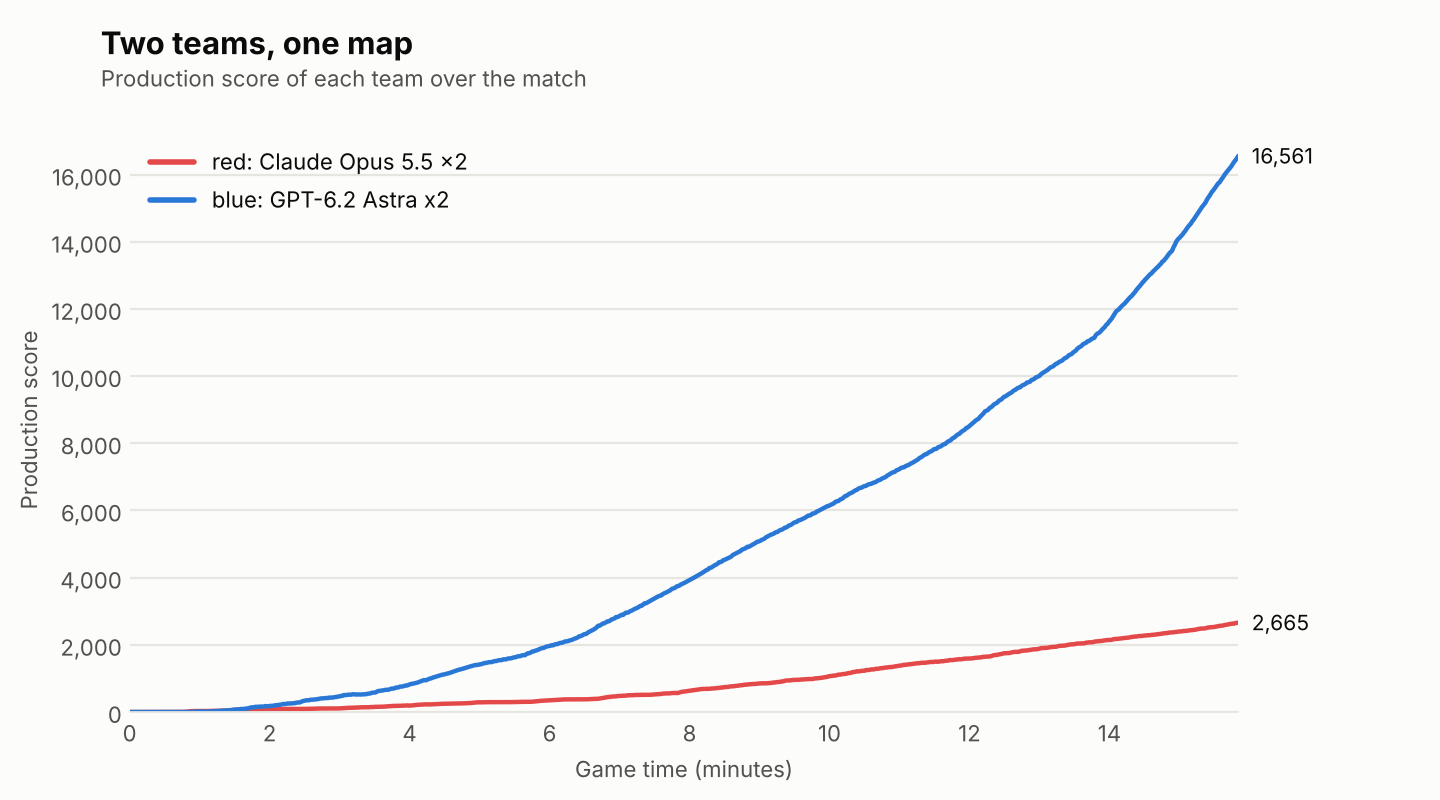 Two teams, one map
Production score of each team over the match
red: Claude Opus 5.5 ×2
blue: GPT-6.2 Astra x2
16,561
2,665
Production score
16,000
14,000
12,000
10,000
8,000
6,000
4,000
2,000
0
0 2 4 6 8 10 12 14
Game time (minutes)